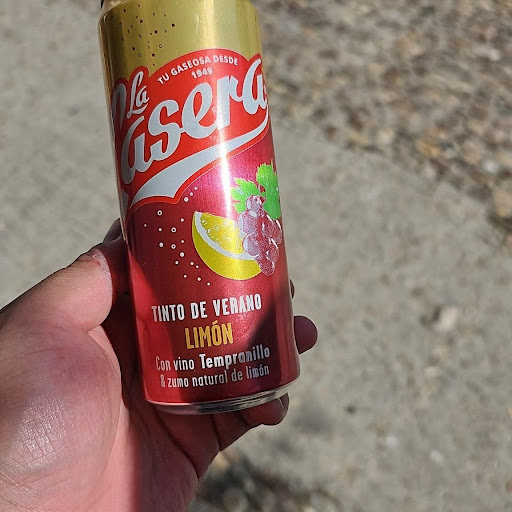 TU GASEOSA DESDE
1949
La
Casera
TINTO DE VERANO
LIMÓN
Con vino Tempranillo
& zumo natural de limón